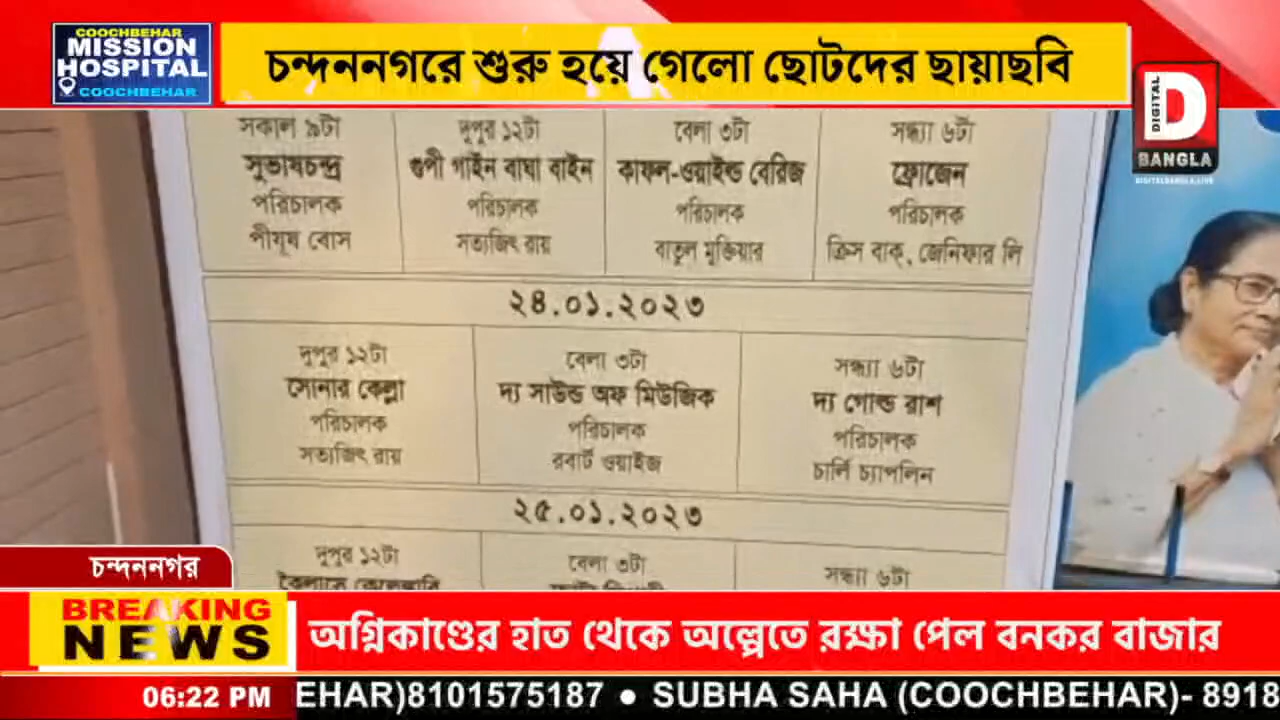 COOCHBEHAR
MISSION
HOSPITAL
COOCHBEHAR
চন্দননগরে শুরু হয়ে গেলো ছোটদের ছায়াছবি
DIGITAL
D
BANGLA
DIGITALBANGLA.LIVE
সকাল ৯টা
সুভাষচন্দ্র
পরিচালক
পীযূষ বোস
দুপুর ১২টা
গুপী গাইন বাঘা বাইন
পরিচালক
সত্যজিৎ রায়
বেলা ৩টা
কাফল-ওয়াইল্ড বেরিজ
পরিচালক
বাতুল মুক্তিয়ার
সন্ধ্যা ৬টা
ফ্রোজেন
পরিচালক
ক্রিস বাক্, জেনিফার লি
২৪.০১.২০২৩
দুপুর ১২টা
সোনার কেল্লা
পরিচালক
সত্যজিৎ রায়
বেলা ৩টা
দ্য সাউন্ড অফ মিউজিক
পরিচালক
রবার্ট ওয়াইজ
সন্ধ্যা ৬টা
দ্য গোল্ড রাশ
পরিচালক
চার্লি চ্যাপলিন
২৫.০১.২০২৩
দুপুর ১২টা
বেলা ৩টা
সন্ধ্যা ৬টা
চন্দননগর
BREAKING
NEWS
অগ্নিকাণ্ডের হাত থেকে অল্পেতে রক্ষা পেল বনকর বাজার
06:22 PM
EHAR)8101575187 ● SUBHA SAHA (COOCHBEHAR)- 8918